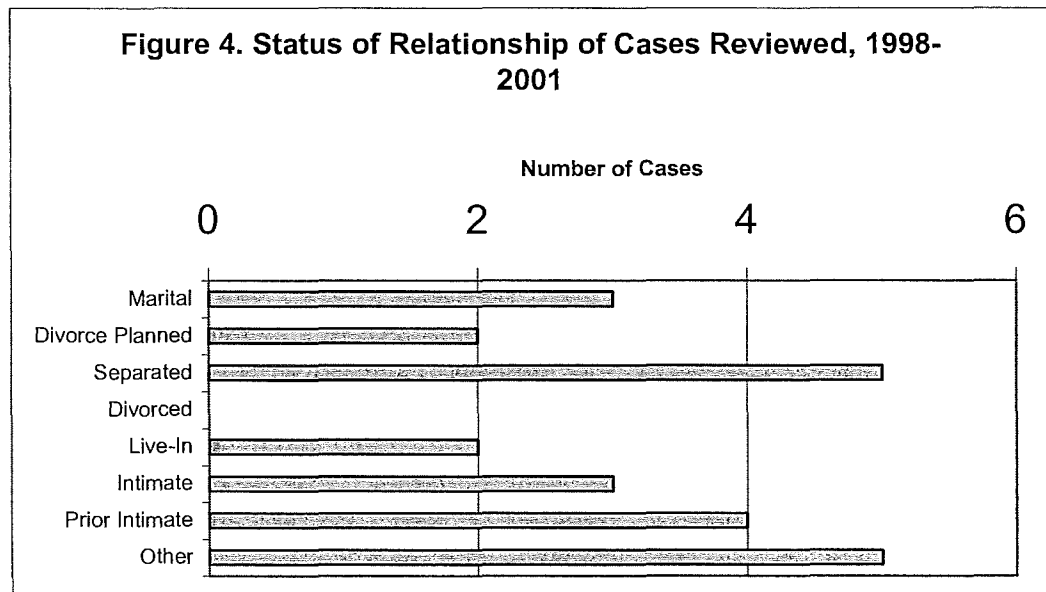 Figure 4. Status of Relationship of Cases Reviewed, 1998-
2001
Number of Cases
0 2 4 6
Marital
Divorce Planned
Separated
Divorced
Live-In
Intimate
Prior Intimate
Other